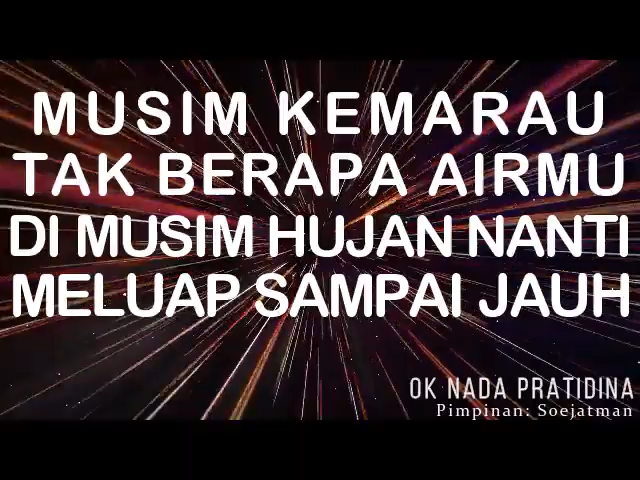 MUSIM KEMARAU
TAK BERAPA AIRMU
DI MUSIM HUJAN NANTI
MELUAP SAMPAI JAUH
OK NADA PRATIDINA
Pimpinan: Soejatman